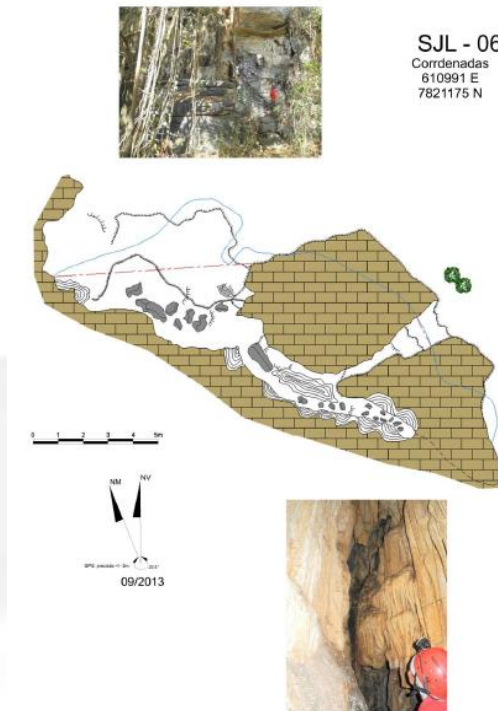 SJL - 06
Corrdenadas
610991 E
7821175 N
0 1 2 3 4 5m
NM NV
09/2013